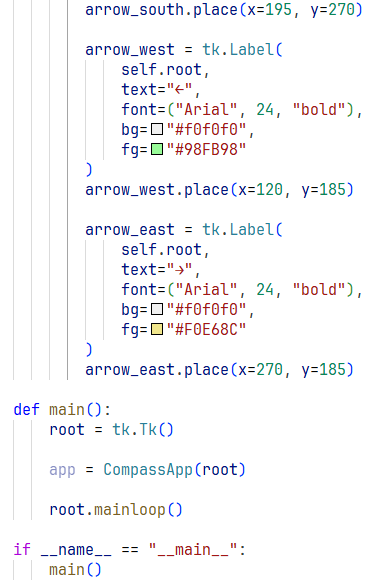 arrow_south.place(x=195, y=270)

        arrow_west = tk.Label(
            self.root,
            text="←",
            font=("Arial", 24, "bold"),
            bg="#f0f0f0",
            fg="#98FB98"
        )
        arrow_west.place(x=120, y=185)

        arrow_east = tk.Label(
            self.root,
            text="→",
            font=("Arial", 24, "bold"),
            bg="#f0f0f0",
            fg="#F0E68C"
        )
        arrow_east.place(x=270, y=185)

def main():
    root = tk.Tk()

    app = CompassApp(root)

    root.mainloop()

if __name__ == "__main__":
    main()